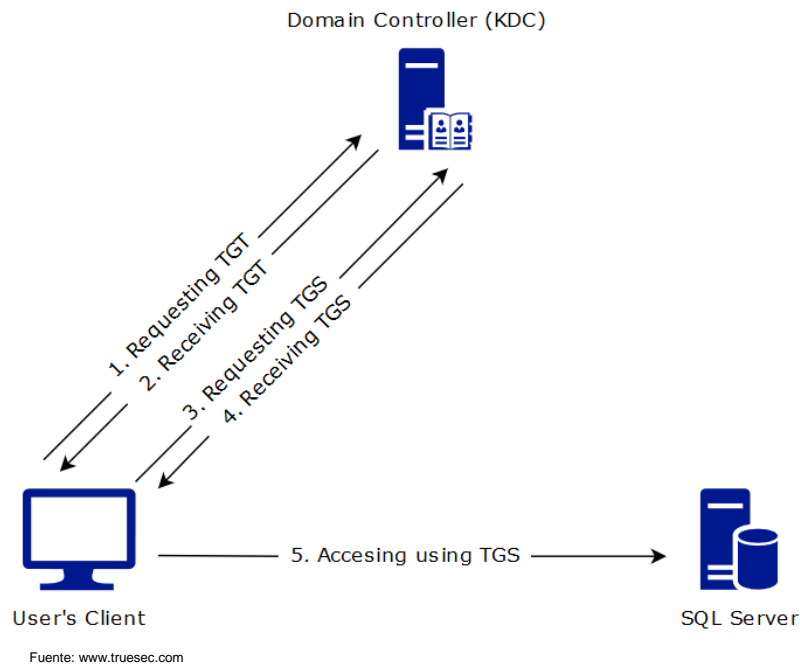 Domain Controller (KDC)
1. Requesting TGT
2. Receiving TGT
3. Requesting TGS
4. Receiving TGS
5. Accesing using TGS
User's Client
SQL Server
Fuente: www.truesec.com